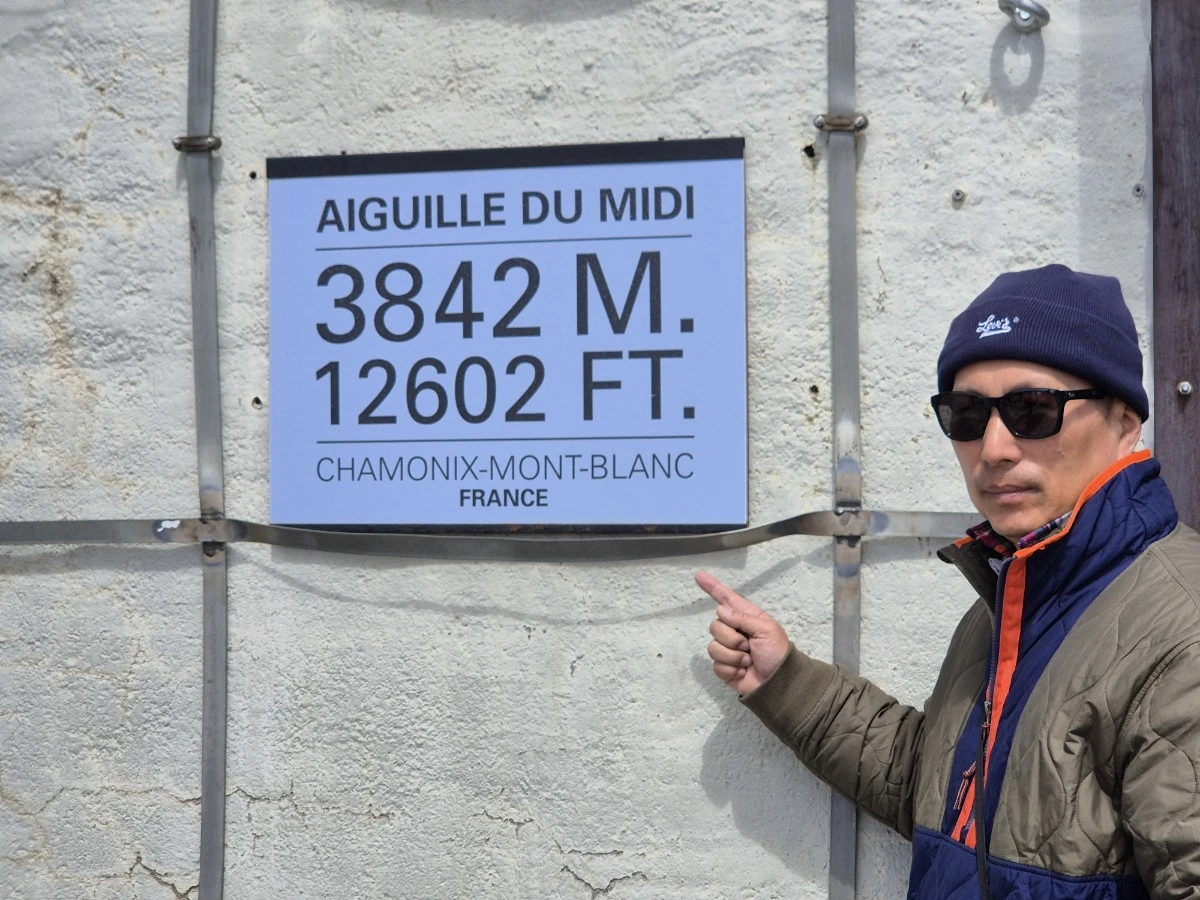 AIGUILLE DU MIDI
3842 M.
12602 FT.
CHAMONIX-MONT-BLANC
FRANCE
Levi's ®